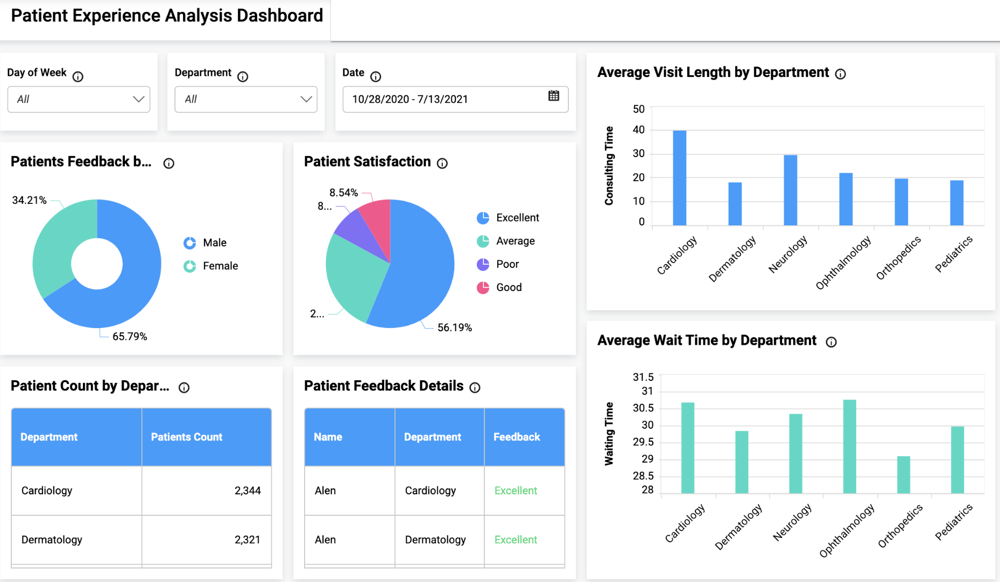 Patient Experience Analysis Dashboard
Day of Week
All
Department
All
Date
10/28/2020 - 7/13/2021
Patients Feedback b...
34.21%
65.79%
Male
Female
Patient Satisfaction
8.54%
8...
2...
56.19%
Excellent
Average
Poor
Good
Average Visit Length by Department
Consulting Time
50
40
30
20
10
0
Cardiology
Dermatology
Neurology
Ophthalmology
Orthopedics
Pediatrics
Patient Count by Depar...
Department Patients Count
Cardiology 2,344
Dermatology 2,321
Patient Feedback Details
Name Department Feedback
Alen Cardiology Excellent
Alen Dermatology Excellent
Average Wait Time by Department
Waiting Time
31.5
31
30.5
30
29.5
29
28.5
28
Cardiology
Dermatology
Neurology
Ophthalmology
Orthopedics
Pediatrics